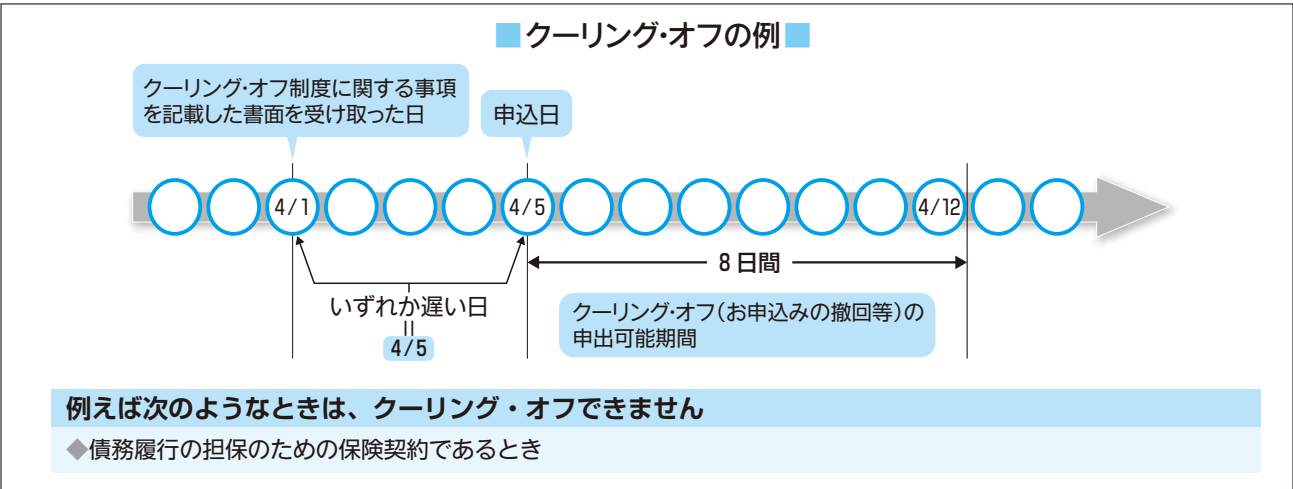 ■クーリング・オフの例■
クーリング・オフ制度に関する事項
を記載した書面を受け取った日
申込日
4/1
4/5
4/12
8日間
いずれか遅い日
=
4/5
クーリング・オフ(お申込みの撤回等)の
申出可能期間
例えば次のようなときは、クーリング・オフできません
◆債務履行の担保のための保険契約であるとき